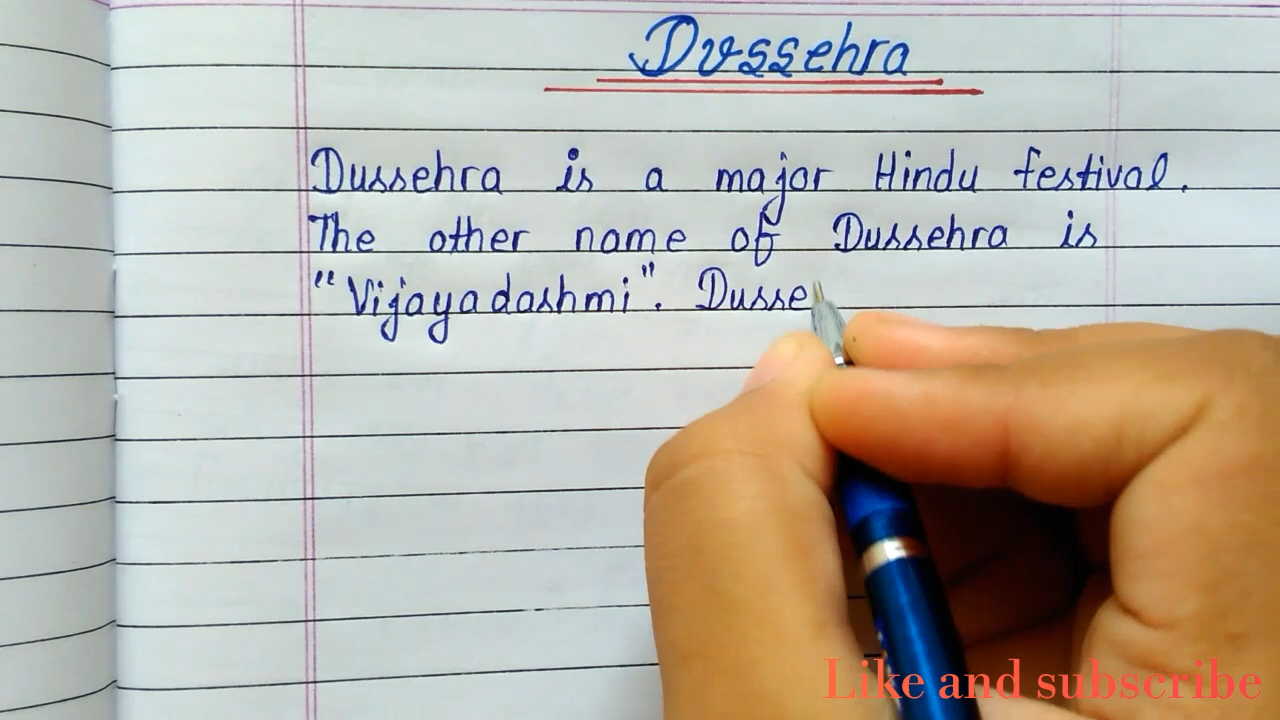 Dussehra
Dussehra is a major Hindu festival.
The other name of Dussehra is
"Vijayadashmi". Dusse
Like and subscribe